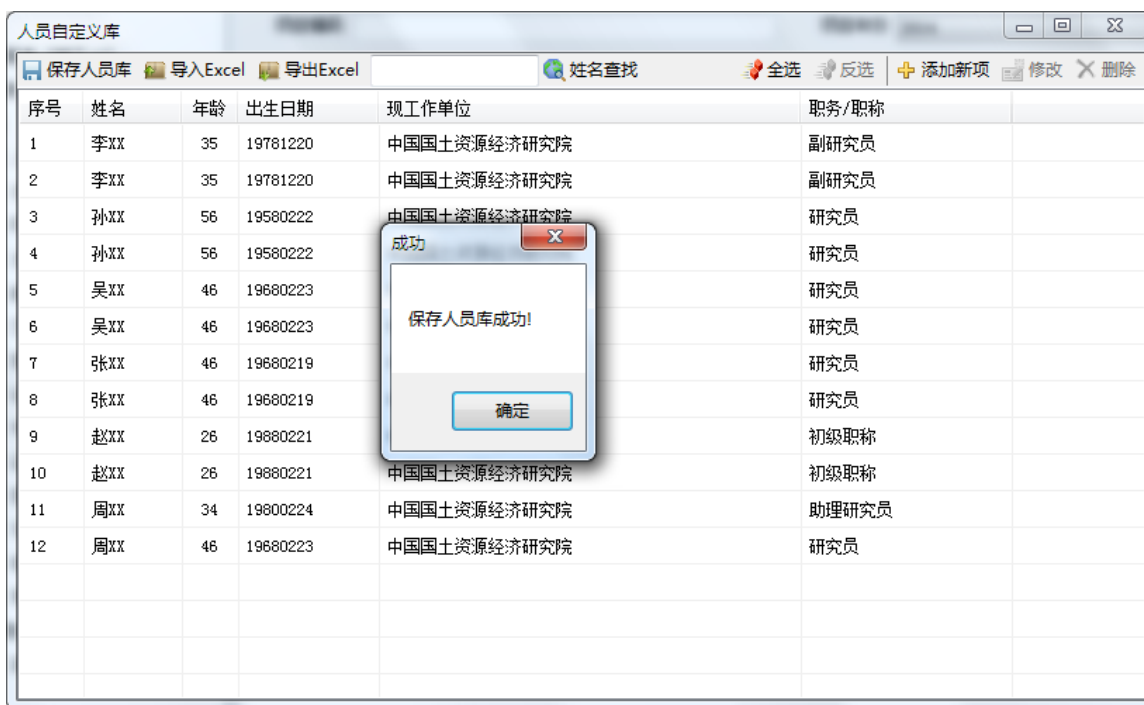 人员自定义库
保存人员库 导入Excel 导出Excel 姓名查找 全选 反选 添加新项 修改 删除
序号 姓名 年龄 出生日期 现工作单位 职务/职称
1 李XX 35 19781220 中国国土资源经济研究院 副研究员
2 李XX 35 19781220 中国国土资源经济研究院 副研究员
3 孙XX 56 19580222 中国国土资源经济研究院 研究员
4 孙XX 56 19580222 研究员
5 吴XX 46 19680223 研究员
6 吴XX 46 19680223 研究员
7 张XX 46 19680219 研究员
8 张XX 46 19680219 研究员
9 赵XX 26 19880221 初级职称
10 赵XX 26 19880221 中国国土资源经济研究院 初级职称
11 周XX 34 19800224 中国国土资源经济研究院 助理研究员
12 周XX 46 19680223 中国国土资源经济研究院 研究员
成功
保存人员库成功!
确定